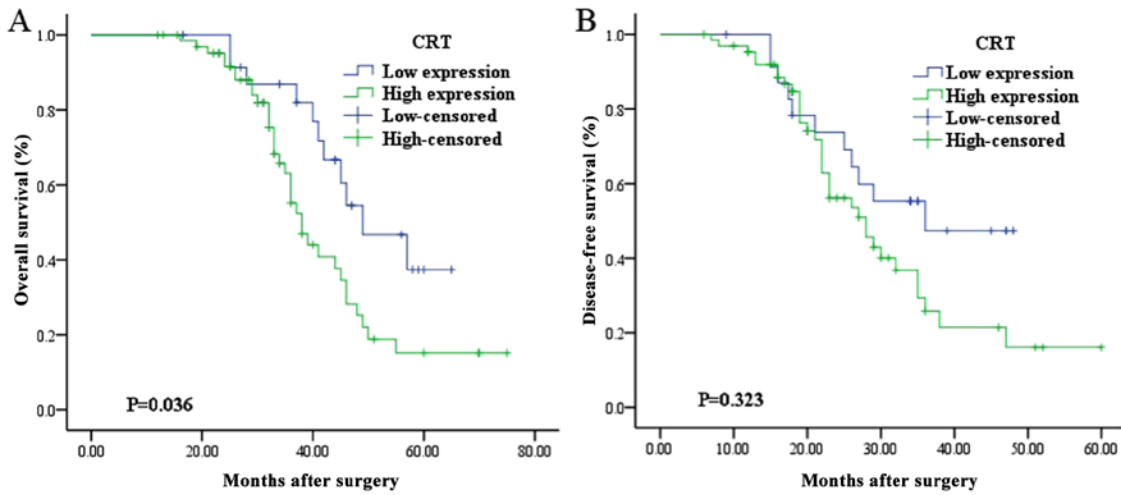 A
CRT
Low expression
High expression
Low-censored
High-censored
Overall survival (%)
1.0
0.8
0.6
0.4
0.2
0.0
P=0.036
0.00 20.00 40.00 60.00 80.00
Months after surgery
B
CRT
Low expression
High expression
Low-censored
High-censored
Disease-free survival (%)
1.0
0.8
0.6
0.4
0.2
0.0
P=0.323
0.00 10.00 20.00 30.00 40.00 50.00 60.00
Months after surgery